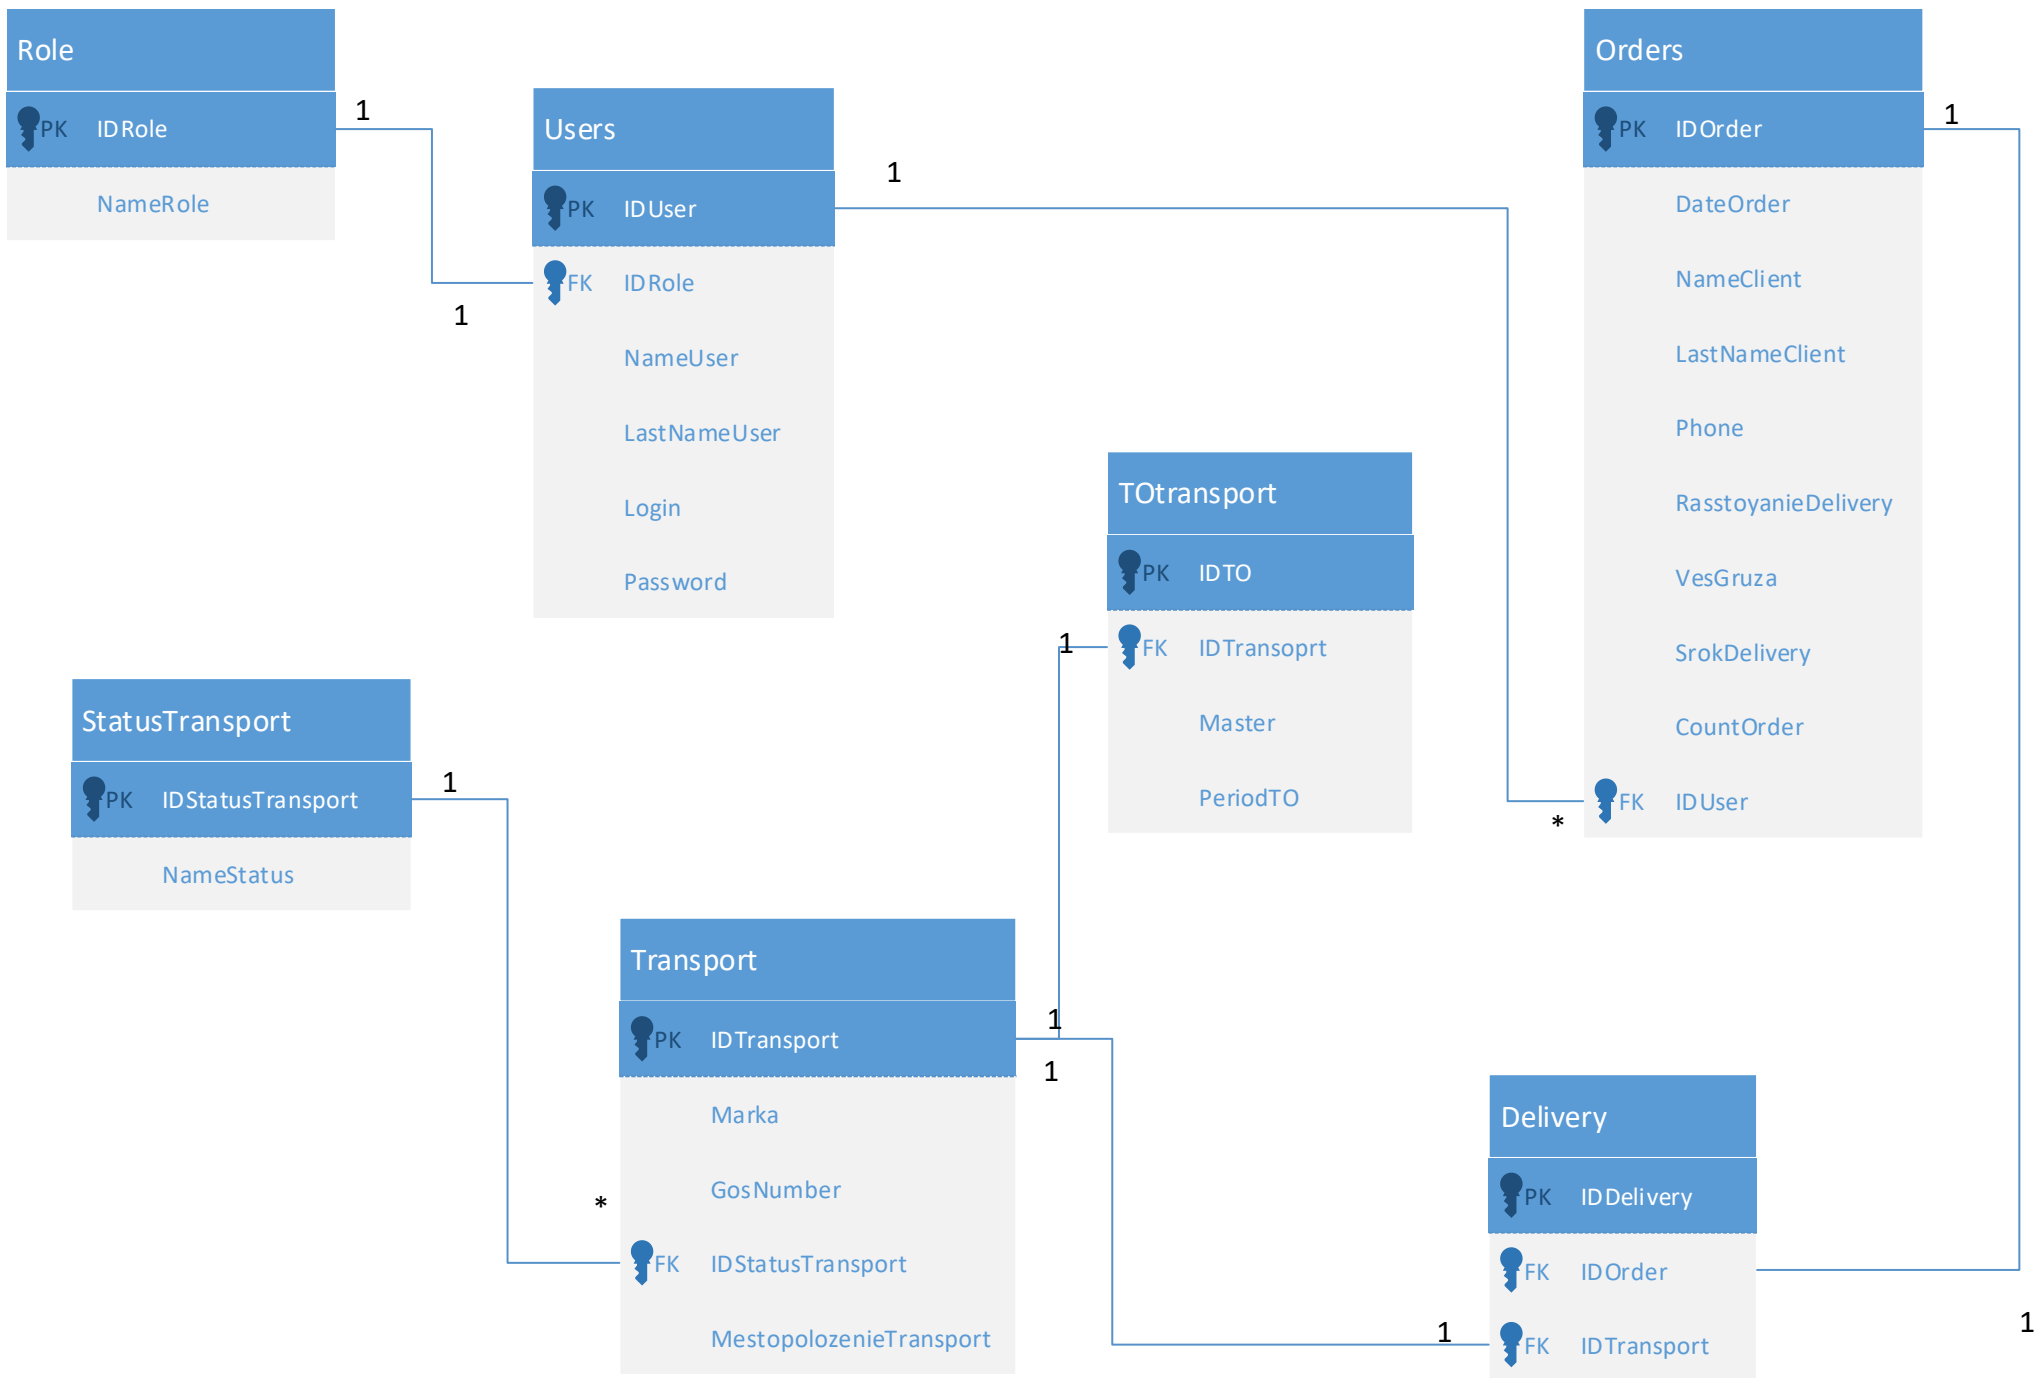 Role
PK IDRole
NameRole
1
1
Users
PK IDUser
FK IDRole
NameUser
LastNameUser
Login
Password
1
*
Orders
PK IDOrder
DateOrder
NameClient
LastNameClient
Phone
RasstoyanieDelivery
VesGruza
SrokDelivery
CountOrder
FK IDUser
1
1
TOtransport
PK IDTO
FK IDTransoprt
Master
PeriodTO
1
StatusTransport
PK IDStatusTransport
NameStatus
1
*
Transport
PK IDTransport
Marka
GosNumber
FK IDStatusTransport
MestopolozenieTransport
1
1
Delivery
PK IDDelivery
FK IDOrder
FK IDTransport
1